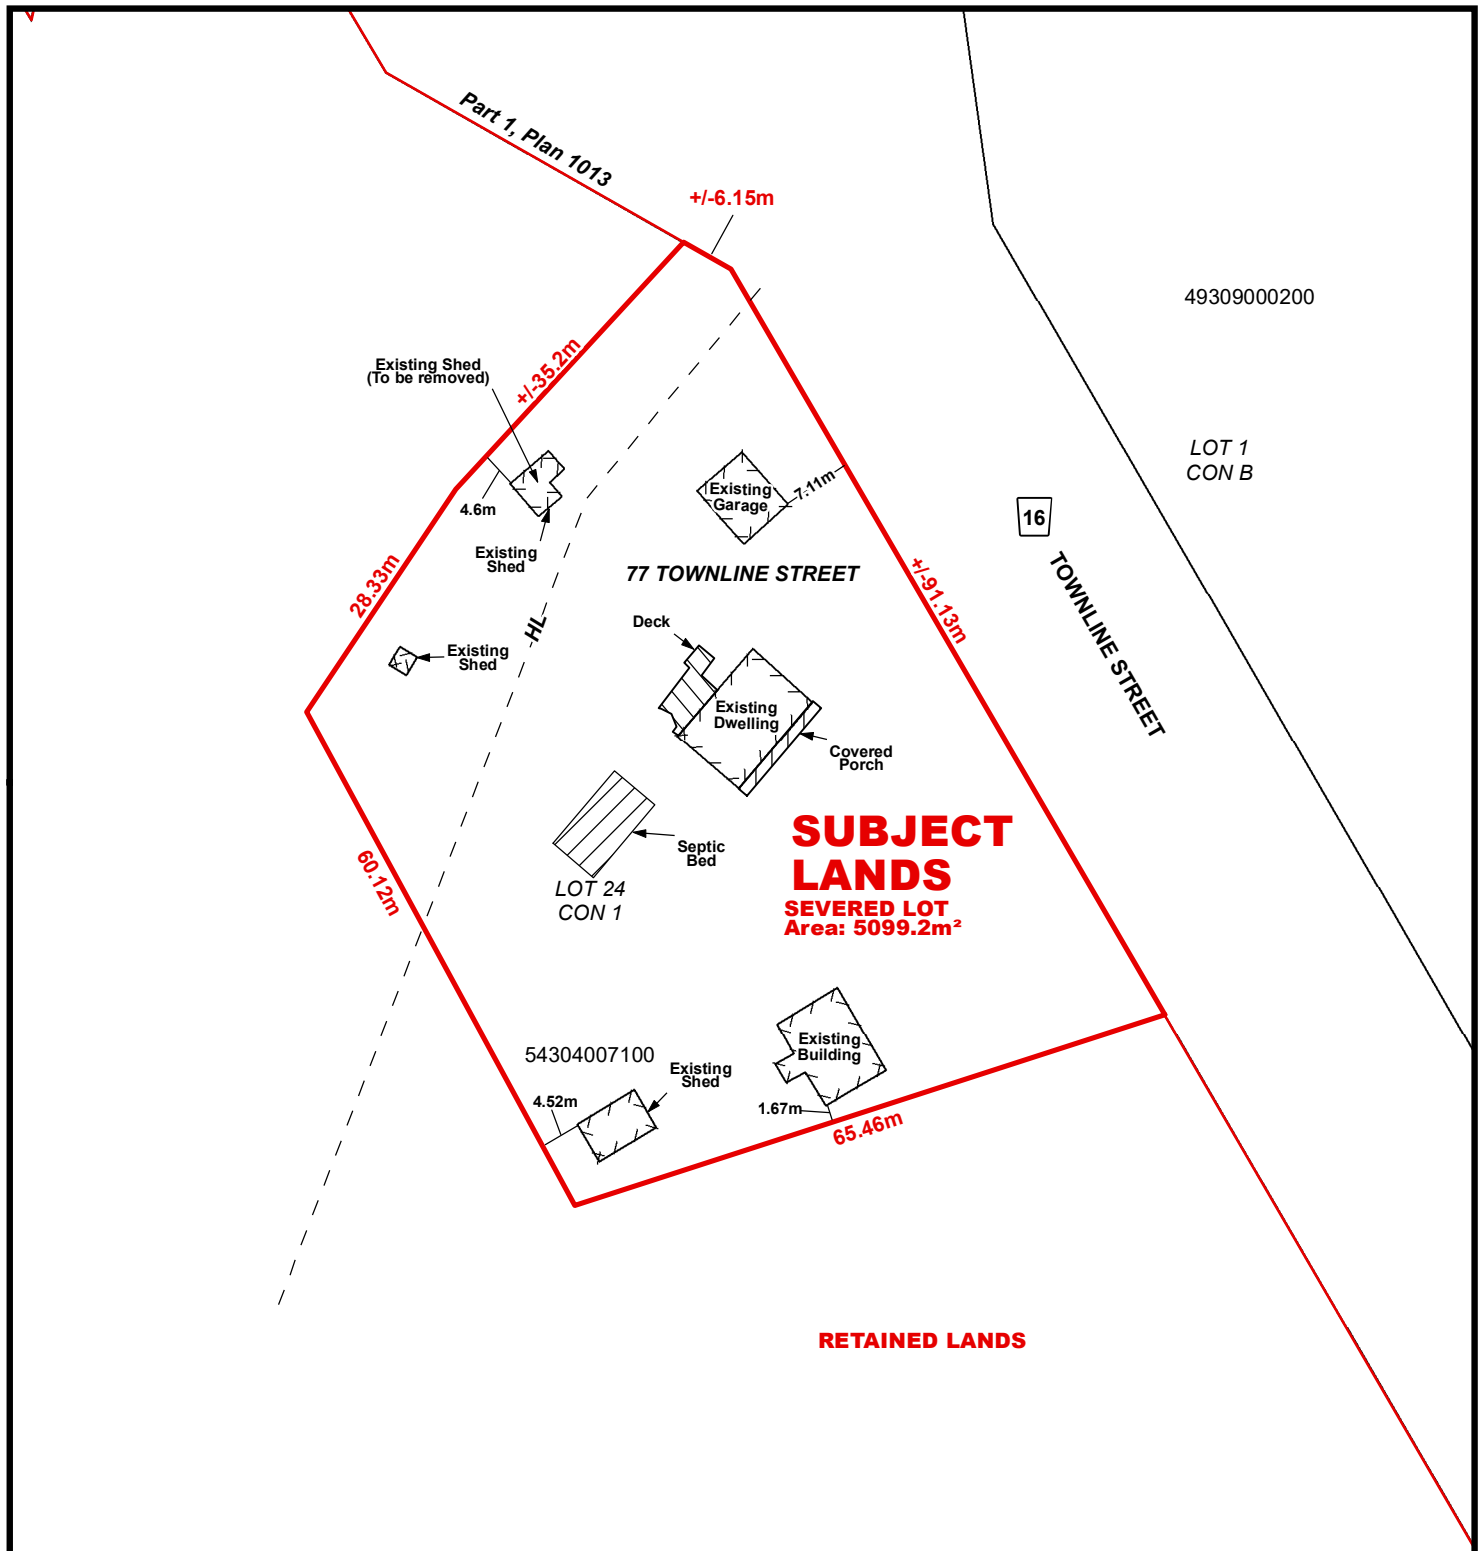 Part 1, Plan 1013
+/-6.15m
49309000200
+/-35.2m
Existing Shed
(To be removed)
LOT 1
CON B
4.6m
Existing
Garage
7.11m
16
Existing
Shed
77 TOWNLINE STREET
28.33m
+/-91.13m
TOWNLINE STREET
HL
Deck
Existing
Shed
Existing
Dwelling
Covered
Porch
SUBJECT
LANDS
SEVERED LOT
Area: 5099.2m²
Septic
Bed
60.12m
LOT 24
CON 1
54304007100
Existing
Shed
Existing
Building
4.52m
1.67m
65.46m
RETAINED LANDS